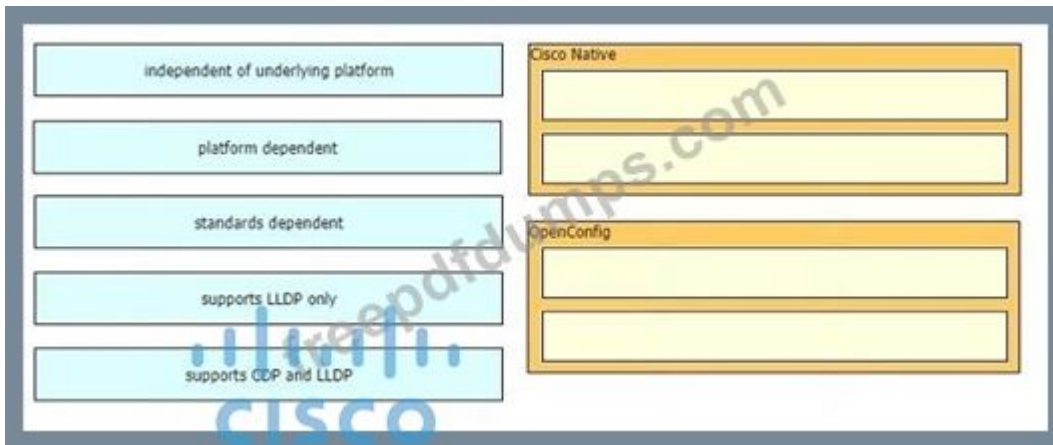 independent of underlying platform
platform dependent
standards dependent
supports LLDP only
supports CDP and LLDP
Cisco Native
OpenConfig
freepdfdumps.com
CISCO